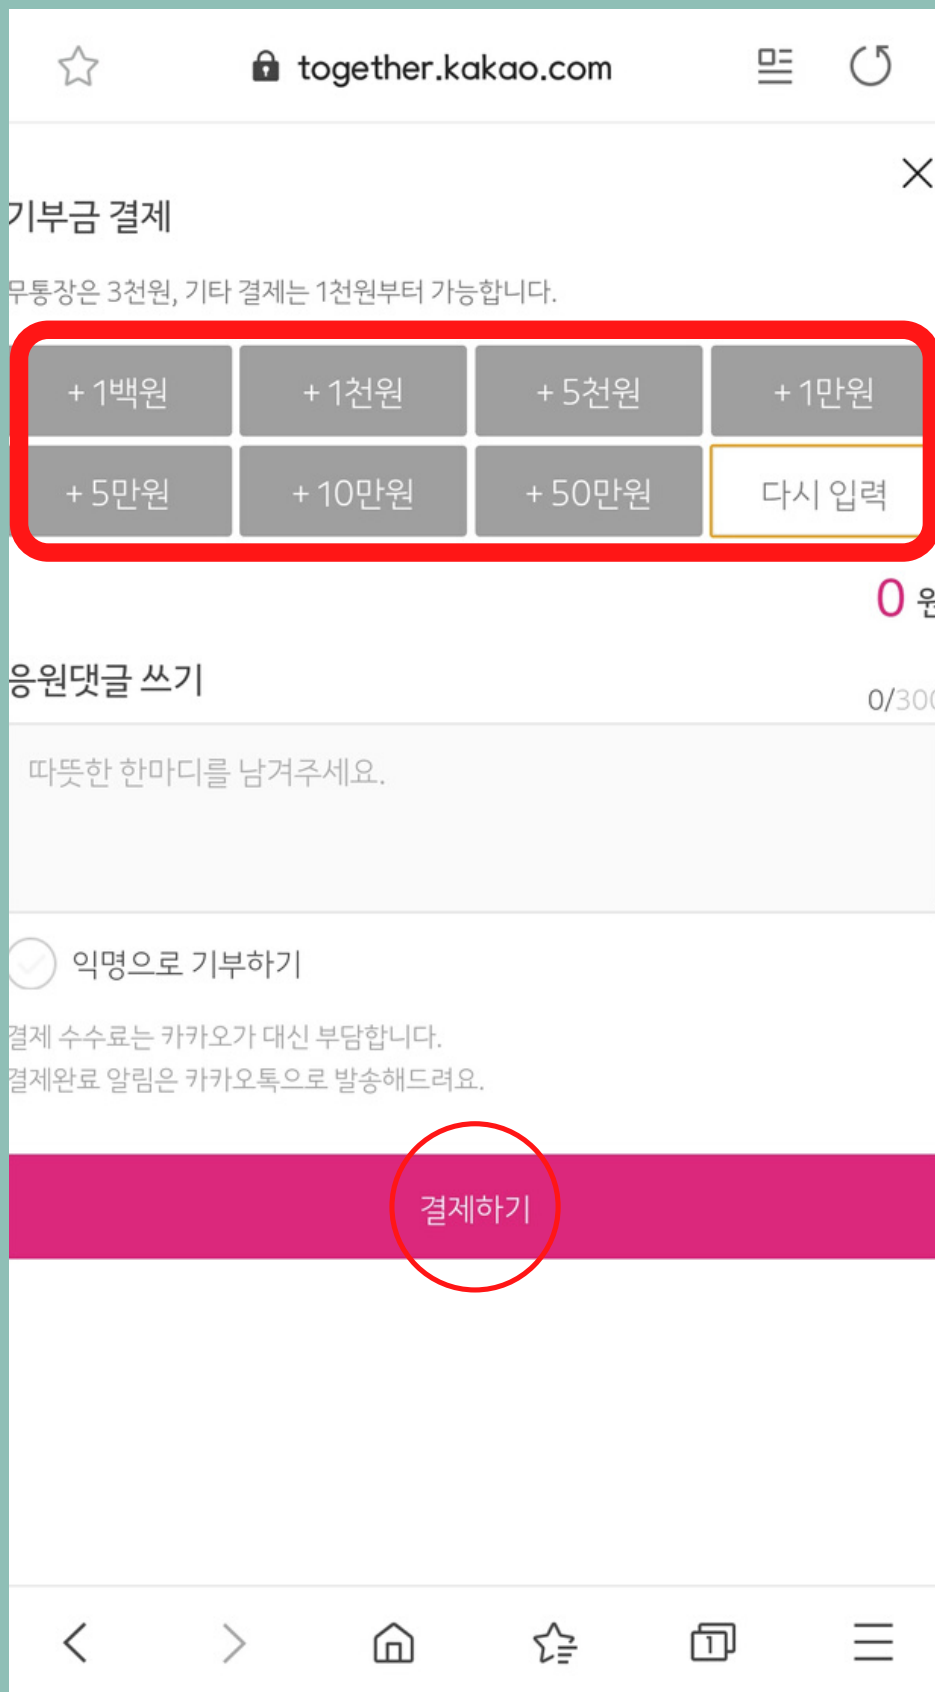 together.kakao.com
기부금 결제
무통장은 3천원, 기타 결제는 1천원부터 가능합니다.
+ 1백원 + 1천원 + 5천원 + 1만원
+ 5만원 + 10만원 + 50만원 다시 입력
0 원
응원댓글 쓰기
0/300
따뜻한 한마디를 남겨주세요.
익명으로 기부하기
결제 수수료는 카카오가 대신 부담합니다.
결제완료 알림은 카카오톡으로 발송해드려요.
결제하기
1